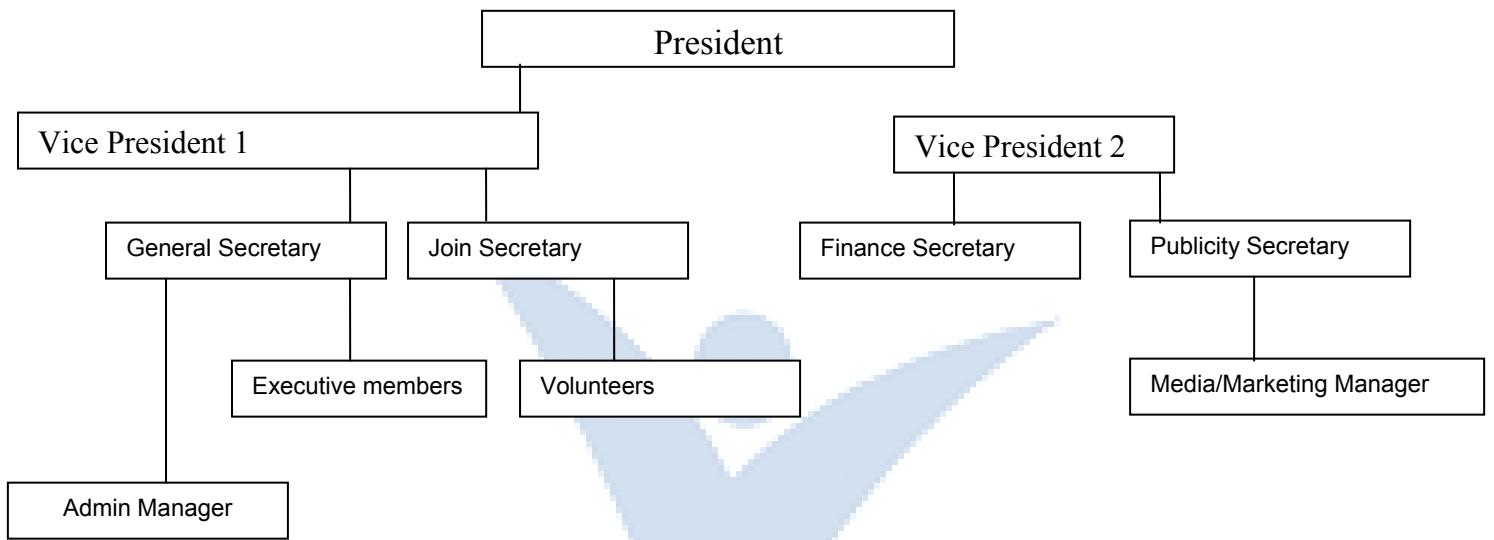 President
Vice President 1
Vice President 2
General Secretary
Join Secretary
Finance Secretary
Publicity Secretary
Executive members
Volunteers
Media/Marketing Manager
Admin Manager